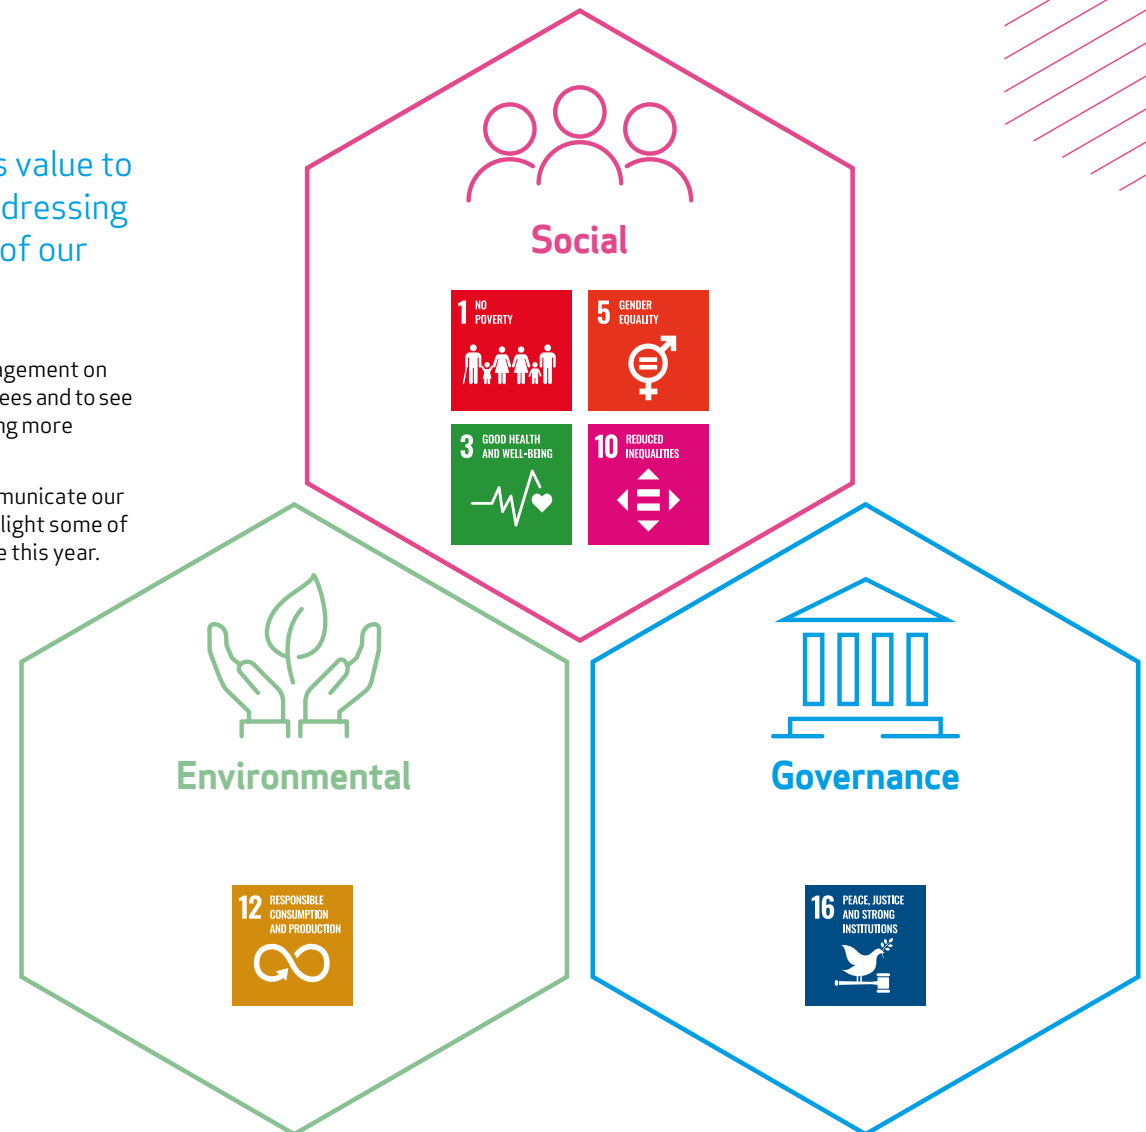 s value to
dressing
of our
agement on
ees and to see
ng more
municate our
light some of
e this year.
Social
1 NO
POVERTY
5 GENDER
EQUALITY
3 GOOD HEALTH
AND WELL-BEING
10 REDUCED
INEQUALITIES
Environmental
12 RESPONSIBLE
CONSUMPTION
AND PRODUCTION
Governance
16 PEACE, JUSTICE
AND STRONG
INSTITUTIONS